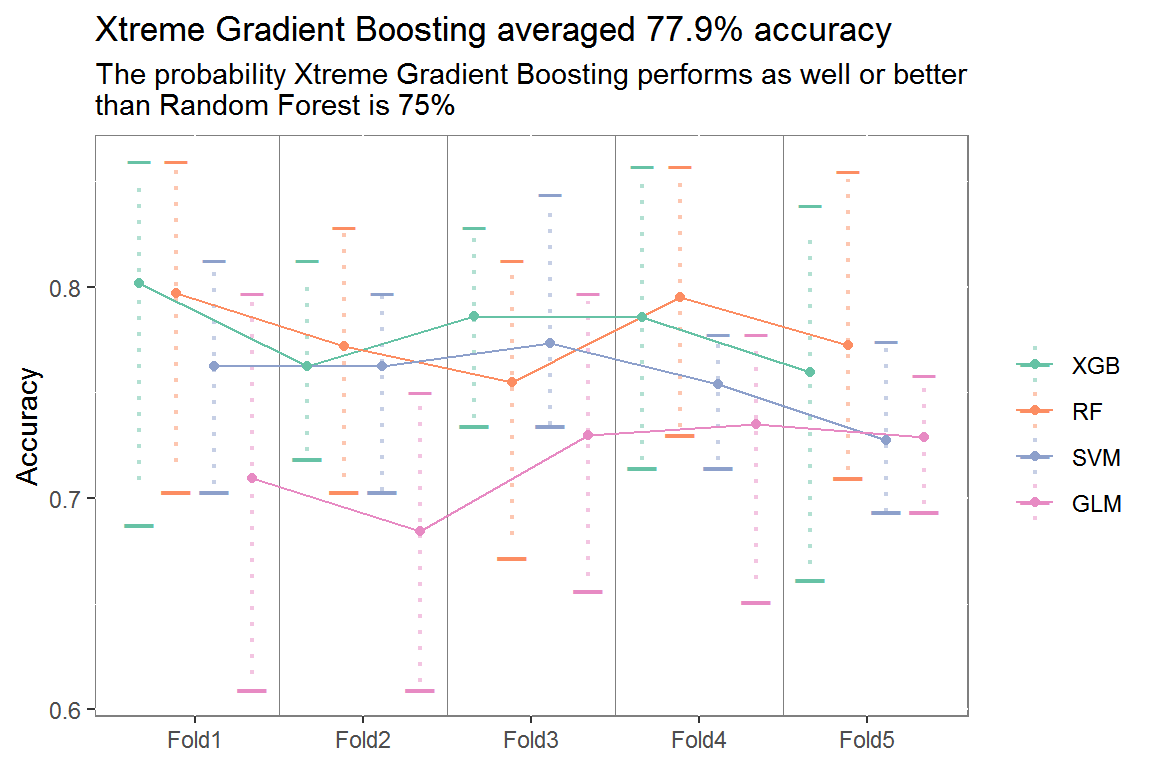 Xtreme Gradient Boosting averaged 77.9% accuracy
The probability Xtreme Gradient Boosting performs as well or better
than Random Forest is 75%
Accuracy
0.8
0.7
0.6
Fold1 Fold2 Fold3 Fold4 Fold5
XGB
RF
SVM
GLM